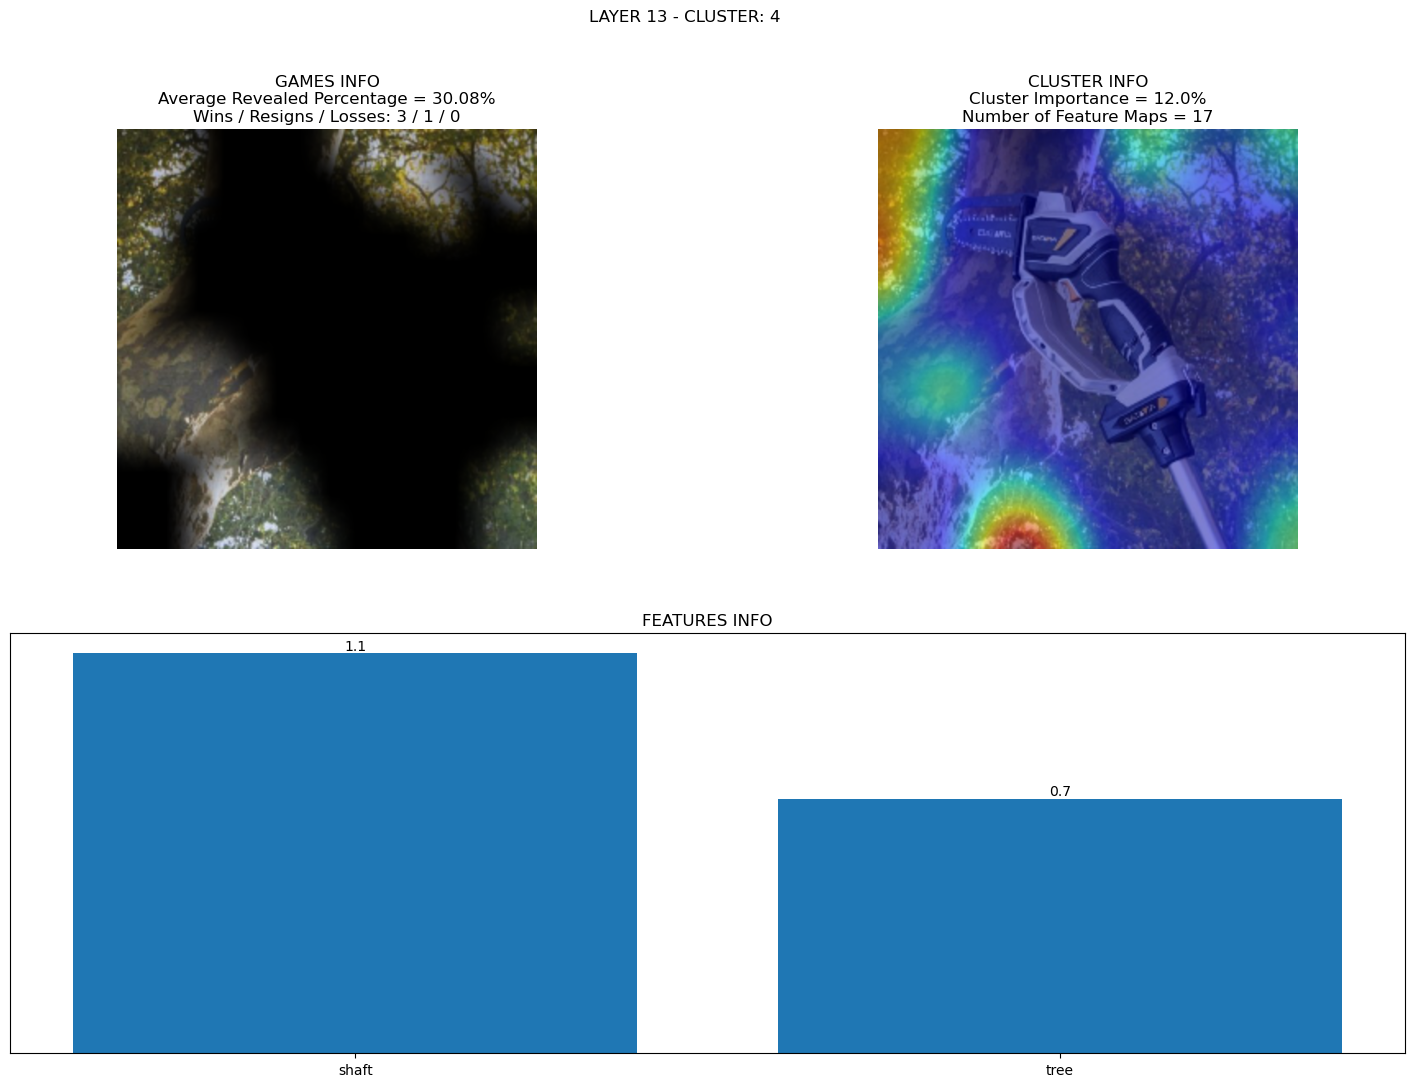 LAYER 13 - CLUSTER: 4
GAMES INFO
Average Revealed Percentage = 30.08%
Wins / Resigns / Losses: 3 / 1 / 0
CLUSTER INFO
Cluster Importance = 12.0%
Number of Feature Maps = 17
FEATURES INFO
1.1
0.7
shaft
tree